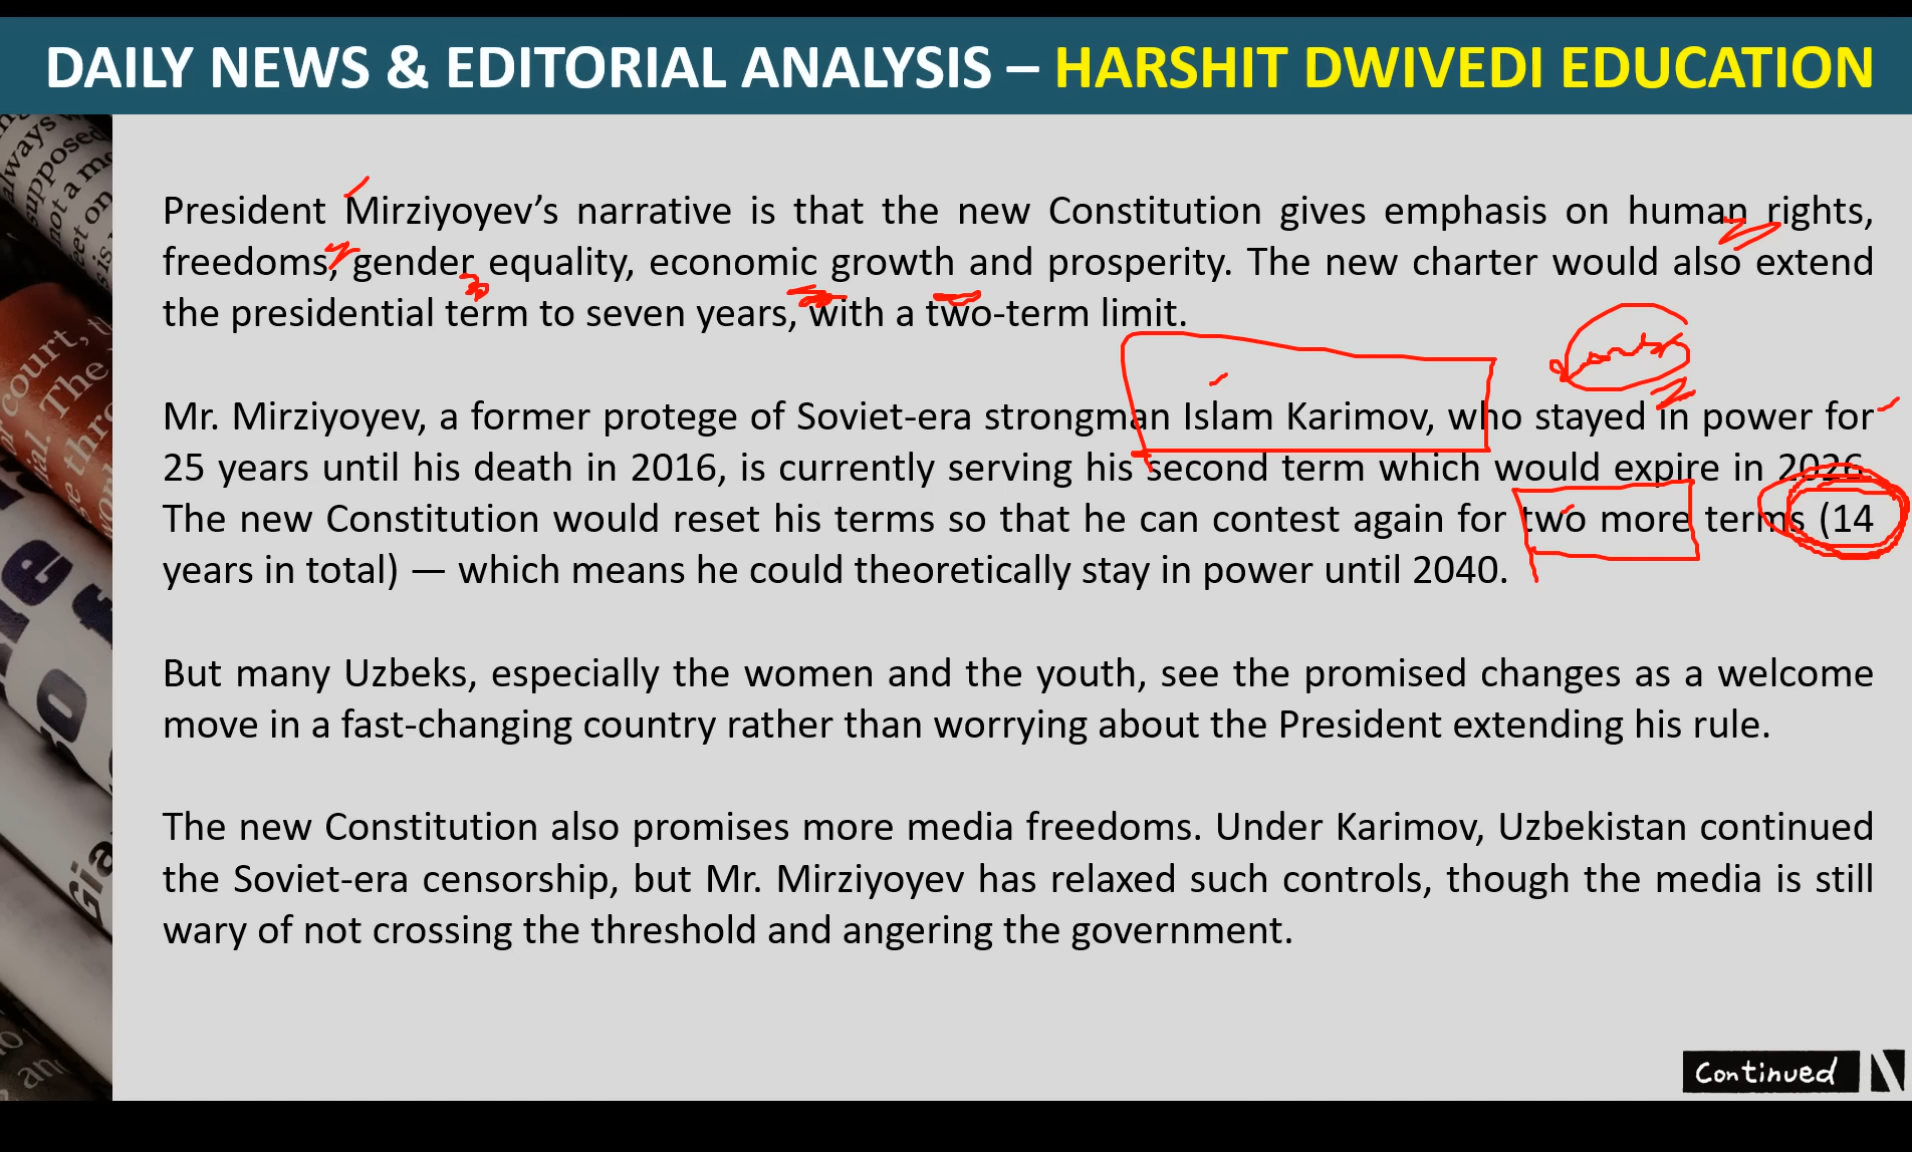 DAILY NEWS & EDITORIAL ANALYSIS – HARSHIT DWIVEDI EDUCATION
President Mirziyoyev's narrative is that the new Constitution gives emphasis on human rights,
freedoms, gender equality, economic growth and prosperity. The new charter would also extend
the presidential term to seven years, with a two-term limit.
Mr. Mirziyoyev, a former protege of Soviet-era strongman Islam Karimov, who stayed in power for
25 years until his death in 2016, is currently serving his second term which would expire in 2026.
The new Constitution would reset his terms so that he can contest again for two more terms (14
years in total) — which means he could theoretically stay in power until 2040.
But many Uzbeks, especially the women and the youth, see the promised changes as a welcome
move in a fast-changing country rather than worrying about the President extending his rule.
The new Constitution also promises more media freedoms. Under Karimov, Uzbekistan continued
the Soviet-era censorship, but Mr. Mirziyoyev has relaxed such controls, though the media is still
wary of not crossing the threshold and angering the government.
Continued